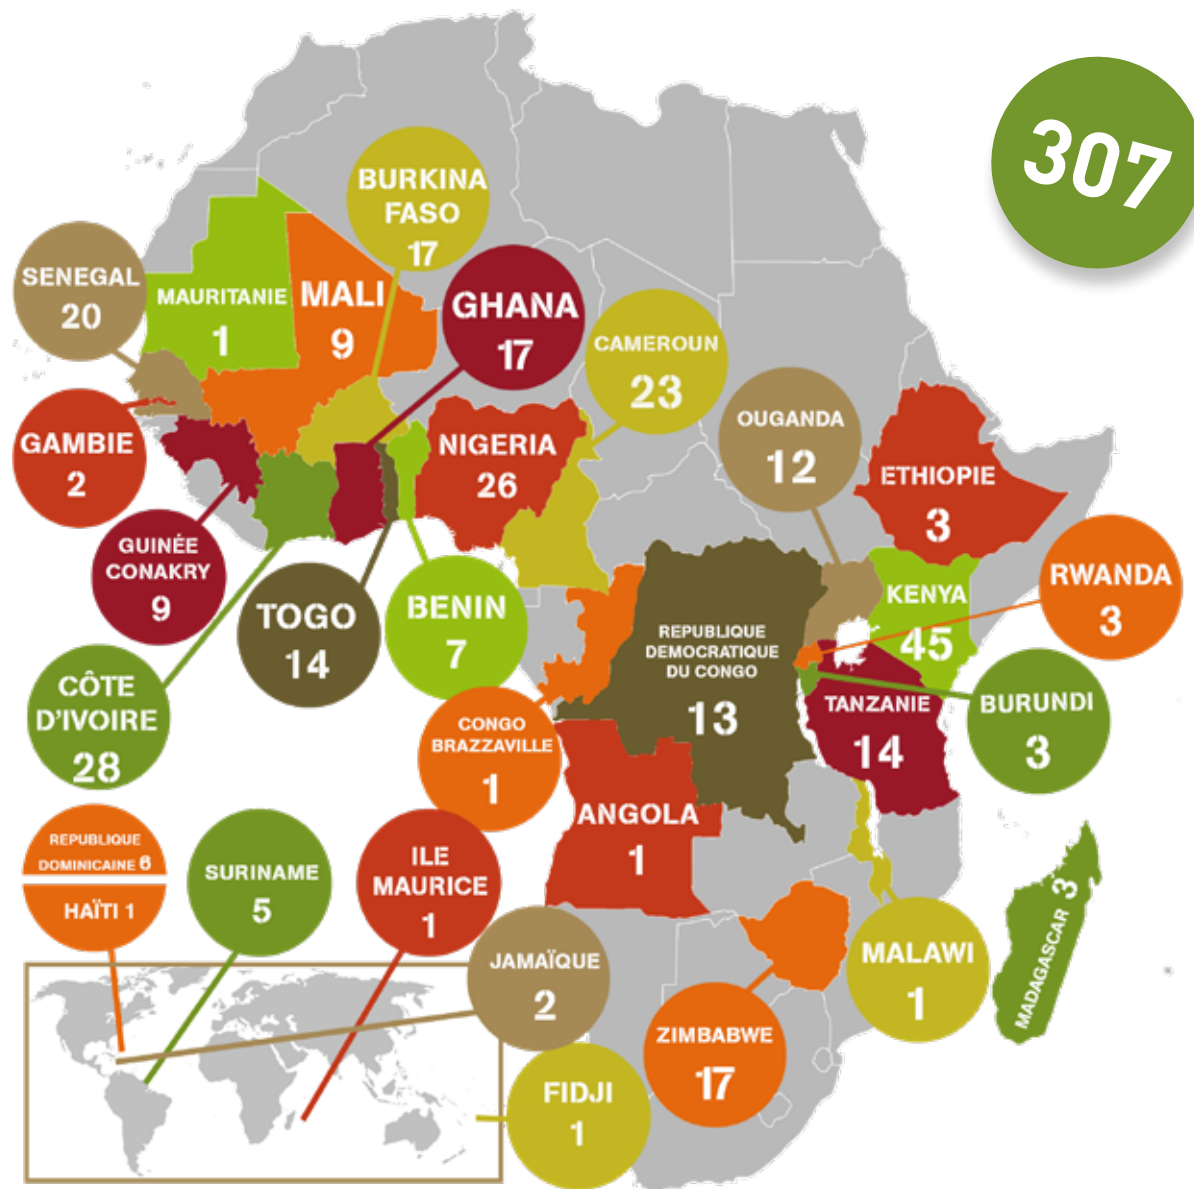 307
BURKINA
FASO
17
SENEGAL
20
MAURITANIE
1
MALI
9
GHANA
17
CAMEROUN
23
OUGANDA
12
GAMBIE
2
NIGERIA
26
ETHIOPIE
3
GUINÉE
CONAKRY
9
TOGO
14
BENIN
7
KENYA
45
RWANDA
3
REPUBLIQUE
DEMOCRATIQUE
DU CONGO
13
CÔTE
D'IVOIRE
28
CONGO
BRAZZAVILLE
1
TANZANIE
14
BURUNDI
3
ANGOLA
1
REPUBLIQUE
DOMINICAINE 6
HAÏTI 1
SURINAME
5
ILE
MAURICE
1
MADAGASCAR 3
JAMAÏQUE
2
MALAWI
1
ZIMBABWE
17
FIDJI
1